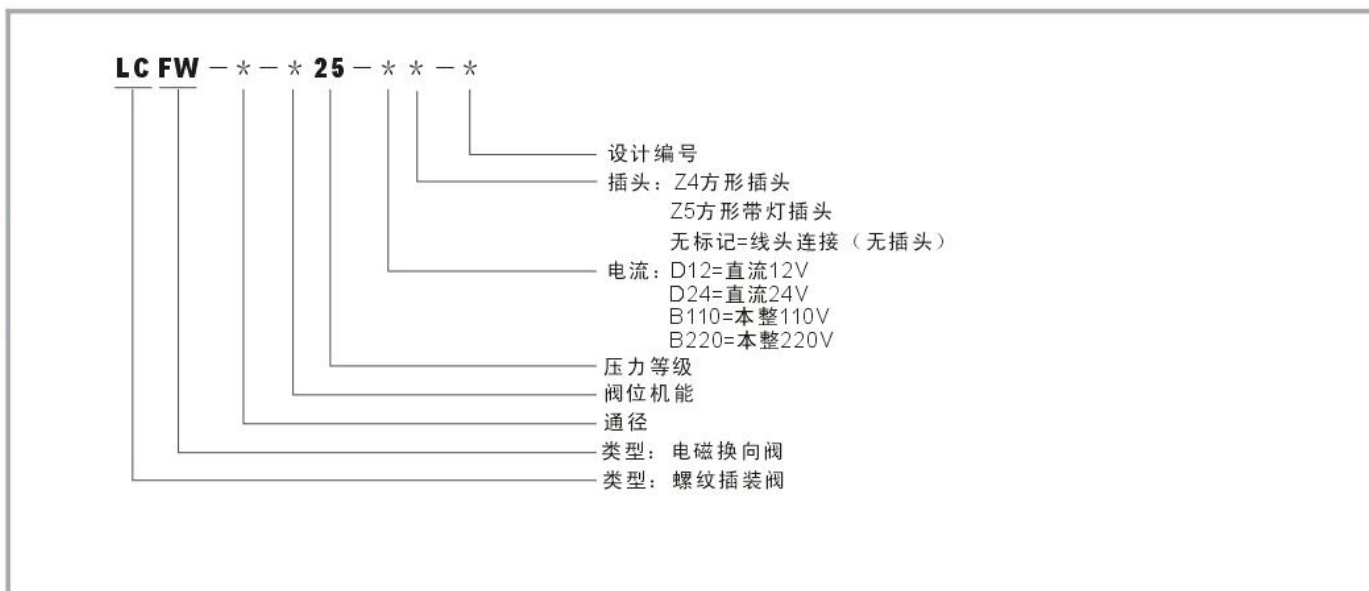 LC FW - * - * 25 - * * - *
设计编号
插头：Z4方形插头
Z5方形带灯插头
无标记=线头连接（无插头）
电流：D12=直流12V
D24=直流24V
B110=本整110V
B220=本整220V
压力等级
阀位机能
通径
类型：电磁换向阀
类型：螺纹插装阀